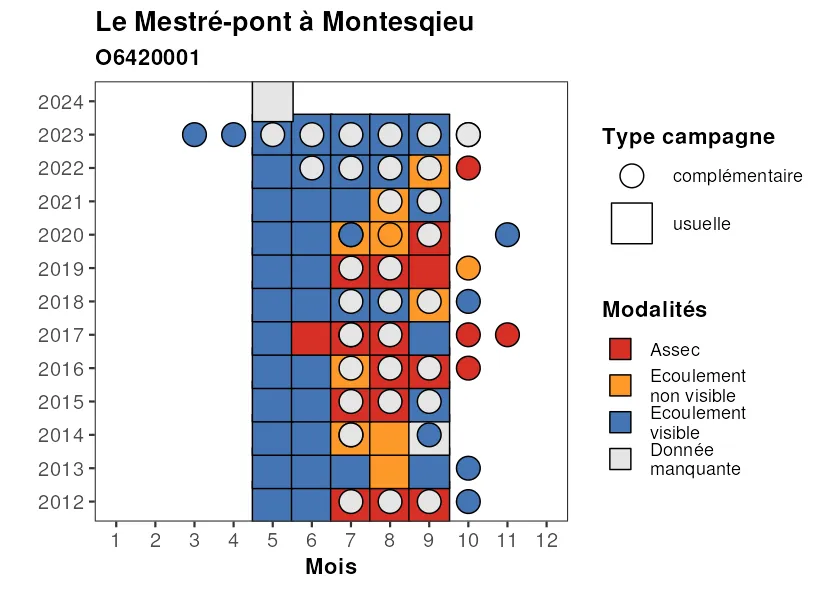 Le Mestré-pont à Montesqieu
O6420001
2024
2023
2022
2021
2020
2019
2018
2017
2016
2015
2014
2013
2012
1 2 3 4 5 6 7 8 9 10 11 12
Mois
Type campagne
complémentaire
usuelle
Modalités
Assec
Ecoulement
non visible
Ecoulement
visible
Donnée
manquante